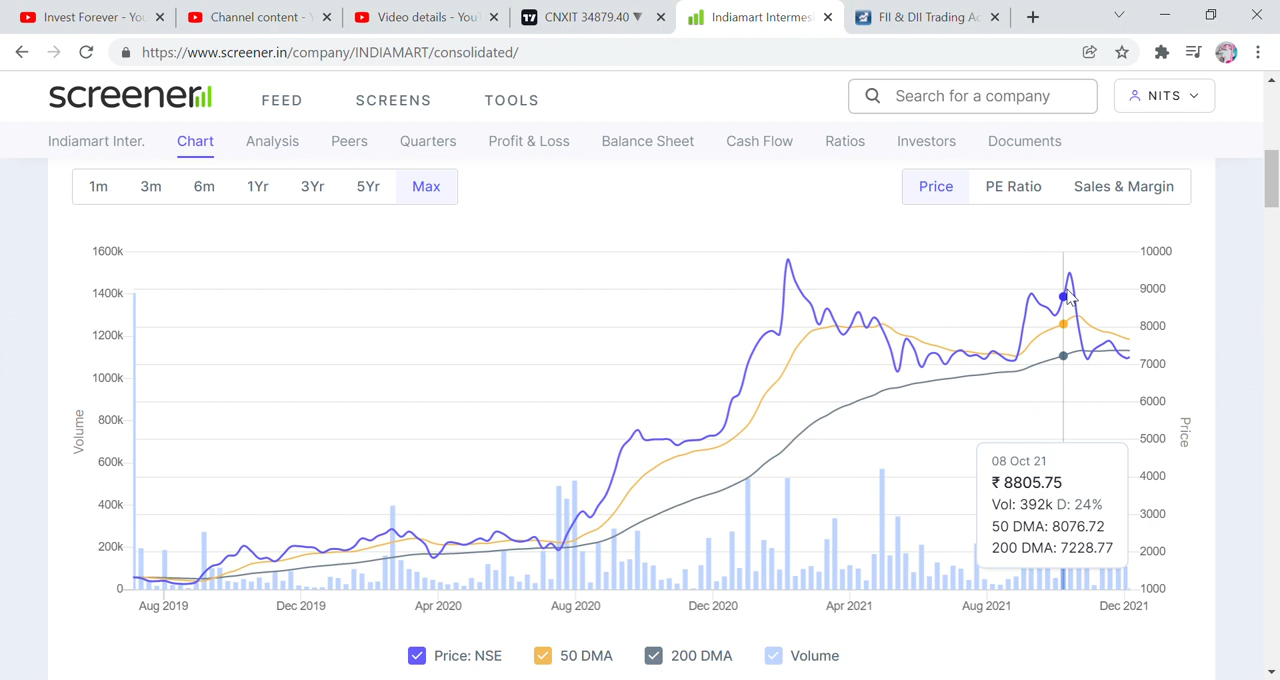 Invest Forever - You
Channel content - Y
Video details - YouT
CNXIT 34879.40 ▼
Indiamart Intermesh
FII & DII Trading Ac
https://www.screener.in/company/INDIAMART/consolidated/
screener
FEED
SCREENS
TOOLS
Search for a company
NITS
Indiamart Inter.
Chart
Analysis
Peers
Quarters
Profit & Loss
Balance Sheet
Cash Flow
Ratios
Investors
Documents
1m 3m 6m 1Yr 3Yr 5Yr Max
Price PE Ratio Sales & Margin
1600k
1400k
1200k
1000k
800k
600k
400k
200k
0
Volume
10000
9000
8000
7000
6000
5000
4000
3000
2000
1000
Price
08 Oct 21
₹ 8805.75
Vol: 392k D: 24%
50 DMA: 8076.72
200 DMA: 7228.77
Aug 2019 Dec 2019 Apr 2020 Aug 2020 Dec 2020 Apr 2021 Aug 2021 Dec 2021
Price: NSE 50 DMA 200 DMA Volume